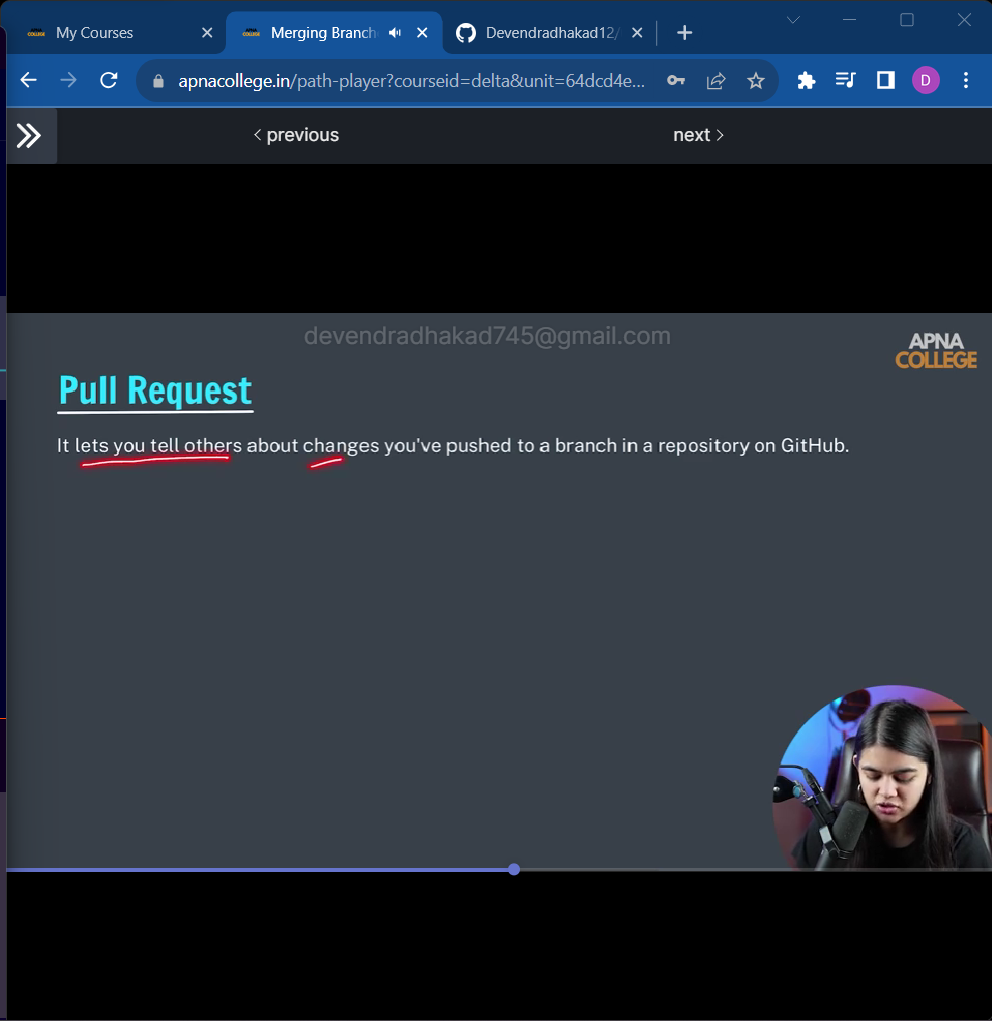 My Courses
Merging Branch
Devendradhakad12/
apnacollege.in/path-player?courseid=delta&unit=64dcd4e...
D
< previous
next >
devendradhakad745@gmail.com
APNA
COLLEGE
Pull Request
It lets you tell others about changes you've pushed to a branch in a repository on GitHub.